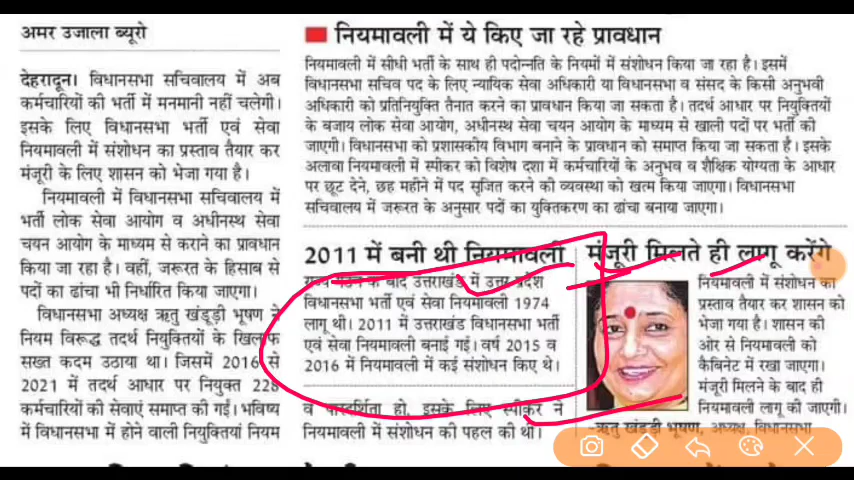 अमर उजाला ब्यूरो
देहरादून। विधानसभा सचिवालय में अब
कर्मचारियों की भर्ती में मनमानी नहीं चलेगी।
इसके लिए विधानसभा भर्ती एवं सेवा
नियमावली में संशोधन का प्रस्ताव तैयार कर
मंजूरी के लिए शासन को भेजा गया है।
नियमावली में विधानसभा सचिवालय में
भर्ती लोक सेवा आयोग व अधीनस्थ सेवा
चयन आयोग के माध्यम से कराने का प्रावधान
किया जा रहा है। वहीं, जरूरत के हिसाब से
पदों का ढांचा भी निर्धारित किया जाएगा।
विधानसभा अध्यक्ष ऋतु खंडूड़ी भूषण ने
नियम विरूद्ध तदर्थ नियुक्तियों के खिलाफ
सख्त कदम उठाया था। जिसमें 2016 से
2021 में तदर्थ आधार पर नियुक्त 228
कर्मचारियों की सेवाएं समाप्त की गईं। भविष्य
में विधानसभा में होने वाली नियुक्तियां नियम
नियमावली में ये किए जा रहे प्रावधान
नियमावली में सीधी भर्ती के साथ ही पदोन्नति के नियमों में संशोधन किया जा रहा है। इसमें
विधानसभा सचिव पद के लिए न्यायिक सेवा अधिकारी या विधानसभा व संसद के किसी अनुभवी
अधिकारी को प्रतिनियुक्ति तैनात करने का प्रावधान किया जा सकता है। तदर्थ आधार पर नियुक्तियों
के बजाय लोक सेवा आयोग, अधीनस्थ सेवा चयन आयोग के माध्यम से खाली पदों पर भर्ती की
जाएगी। विधानसभा को प्रशासकीय विभाग बनाने के प्रावधान को समाप्त किया जा सकता है। इसके
अलावा नियमावली में स्पीकर को विशेष दशा में कर्मचारियों के अनुभव व शैक्षिक योग्यता के आधार
पर छूट देने, छह महीने में पद सृजित करने की व्यवस्था को खत्म किया जाएगा। विधानसभा
सचिवालय में जरूरत के अनुसार पदों का युक्तिकरण का ढांचा बनाया जाएगा।
2011 में बनी थी नियमावली
राज्य गठन के बाद उत्तराखंड में उत्तर प्रदेश
विधानसभा भर्ती एवं सेवा नियमावली 1974
लागू थी। 2011 में उत्तराखंड विधानसभा भर्ती
एवं सेवा नियमावली बनाई गई। वर्ष 2015 व
2016 में नियमावली में कई संशोधन किए थे।
व पारदर्शिता हो, इसके लिए स्पीकर ने
नियमावली में संशोधन की पहल की थी।
मंजूरी मिलते ही लागू करेंगे
नियमावली में संशोधन का
प्रस्ताव तैयार कर शासन को
भेजा गया है। शासन की
ओर से नियमावली को
कैबिनेट में रखा जाएगा।
मंजूरी मिलने के बाद ही
नियमावली लागू की जाएगी।
-ऋतु खंडूड़ी भूषण, अध्यक्ष, विधानसभा